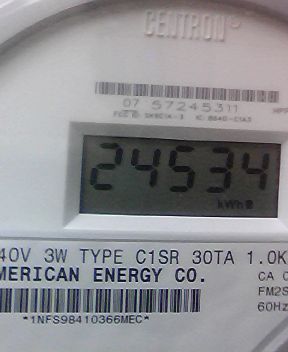 CENTRON®
07 57245311
24534
kWh
40V 3W TYPE C1SR 30TA 1.0K
MERICAN ENERGY CO.
CA
FM2S
60Hz
*1NFS98410366MEC*